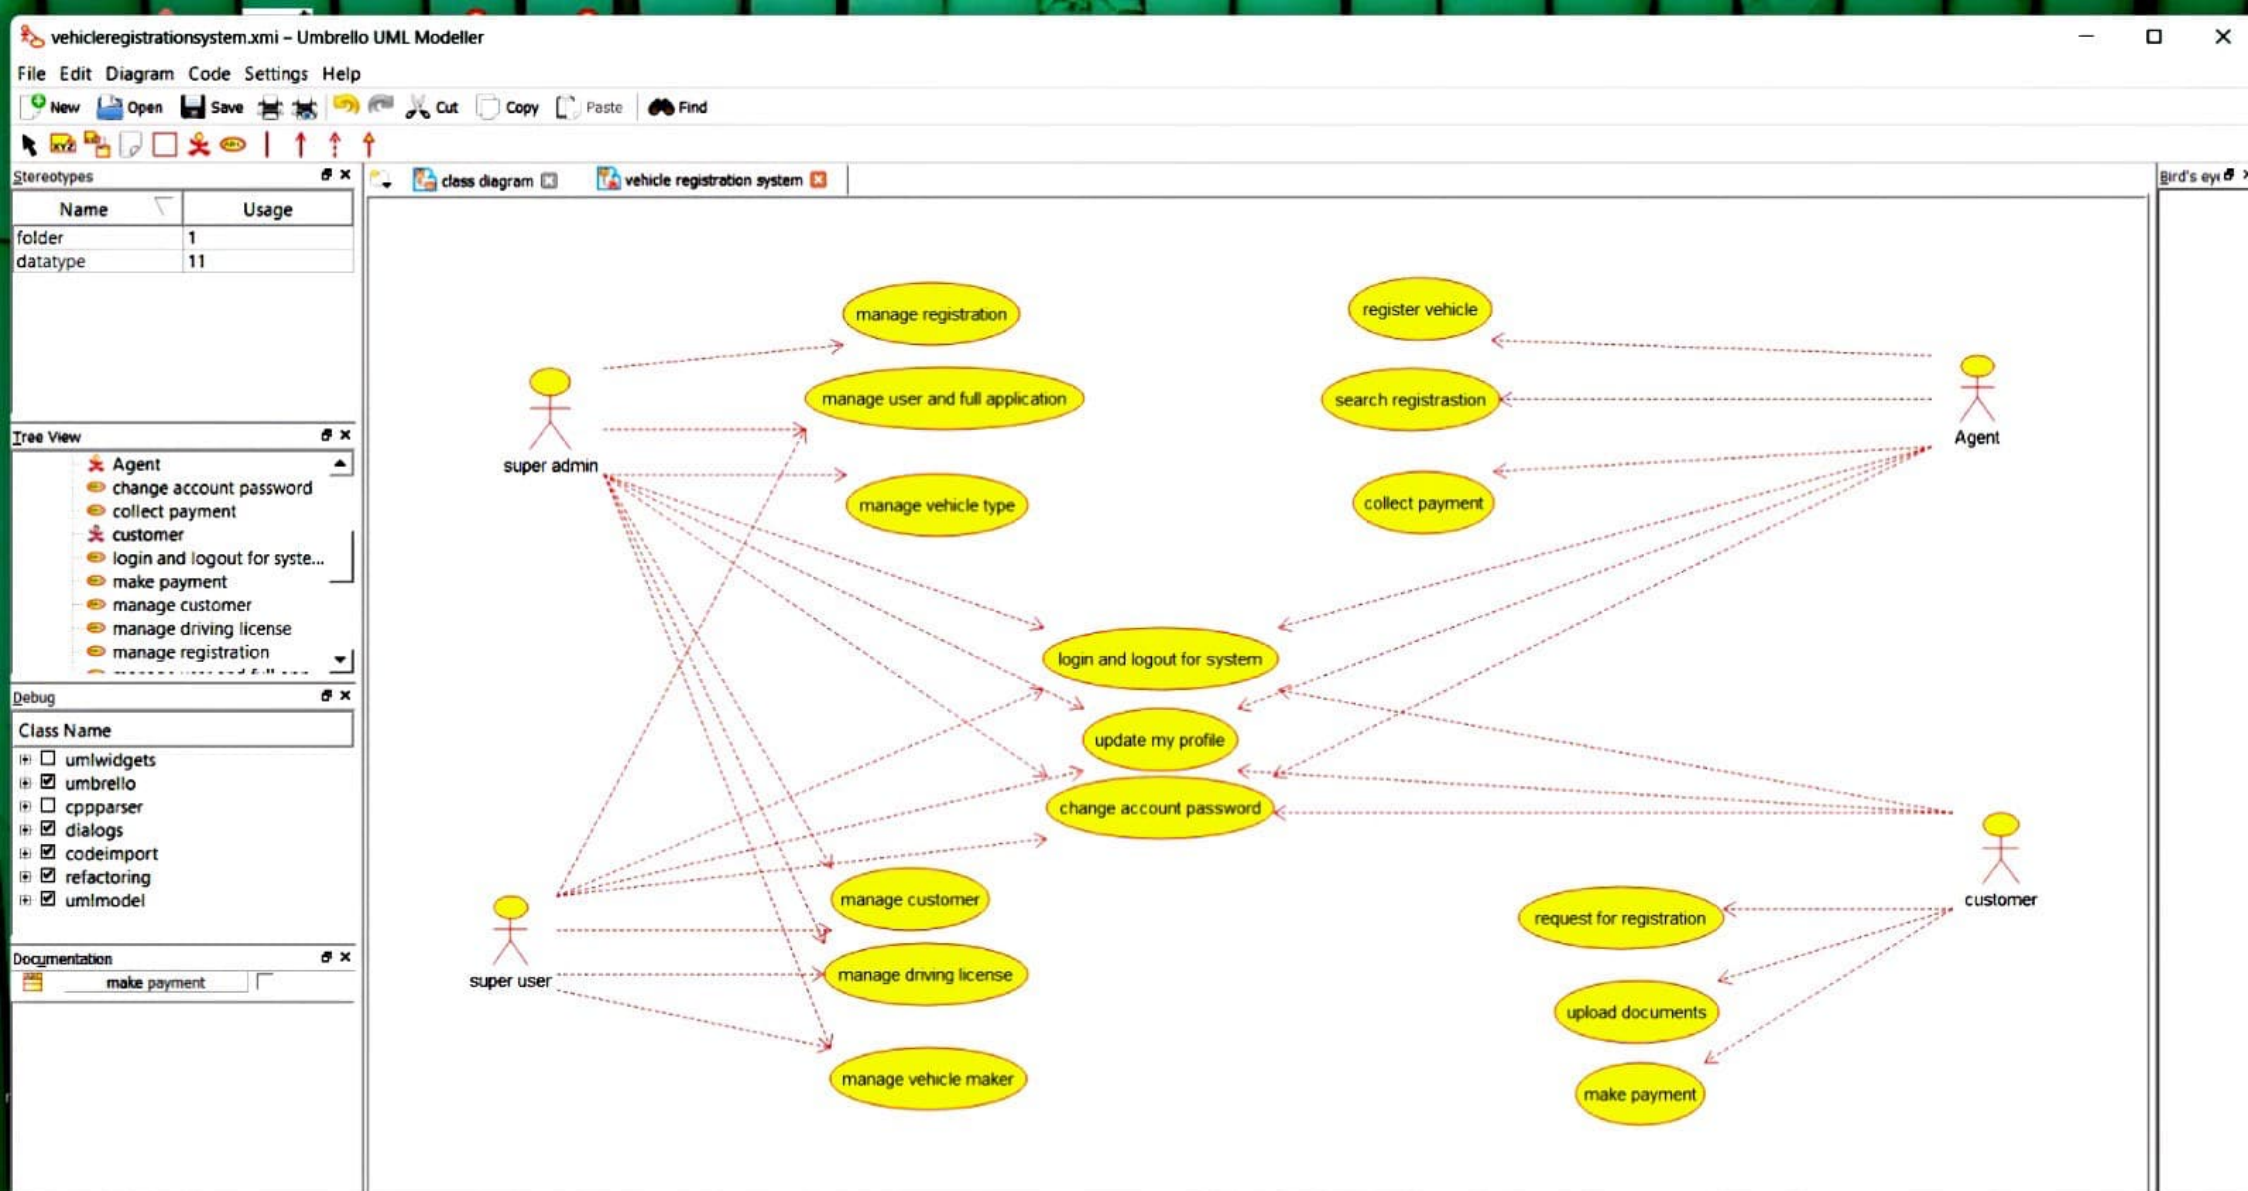 vehicleregistrationsystem.xmi – Umbrello UML Modeller
File Edit Diagram Code Settings Help
New Open Save Cut Copy Paste Find
XYZ
Stereotypes
Name Usage
folder 1
datatype 11
Tree View
Agent
change account password
collect payment
customer
login and logout for syste...
make payment
manage customer
manage driving license
manage registration
Debug
Class Name
umlwidgets
umbrello
cppparser
dialogs
codeimport
refactoring
umlmodel
Documentation
make payment
class diagram
vehicle registration system
Bird's eye
manage registration
manage user and full application
manage vehicle type
super admin
register vehicle
search registrastion
collect payment
Agent
login and logout for system
update my profile
change account password
super user
manage customer
manage driving license
manage vehicle maker
customer
request for registration
upload documents
make payment